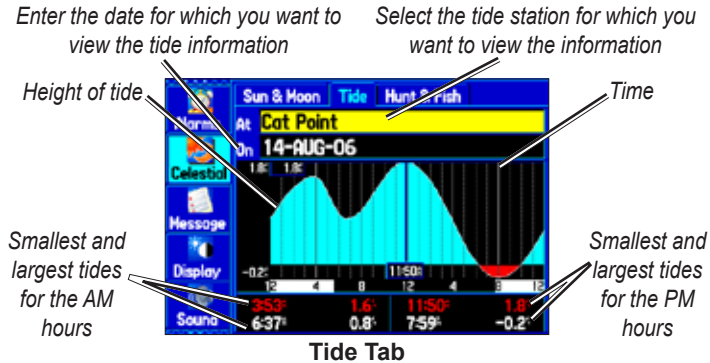 Enter the date for which you want to
view the tide information
Select the tide station for which you
want to view the information
Height of tide
Time
Sun & Moon Tide Hunt & Fish
Alarms
At Cat Point
On 14-AUG-06
Celestial
1.8 1.8
Message
Display
-0.2
11:50
12 4 8 12 4 8 12
Smallest and
largest tides
for the AM
hours
Smallest and
largest tides
for the PM
hours
Sound
3:53 1.6 11:50 1.8
6:37 0.8 7:59 -0.2
Tide Tab